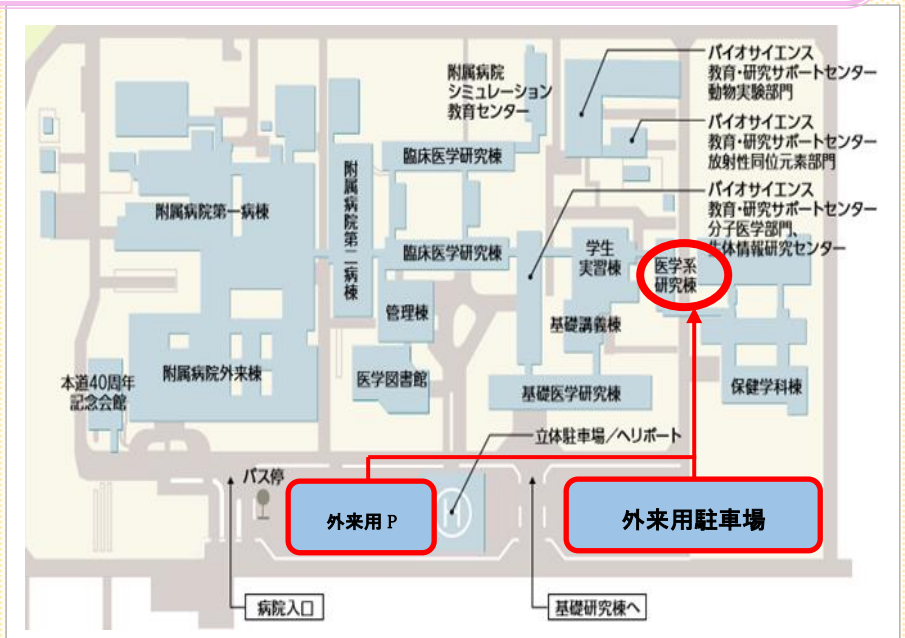 バイオサイエンス
教育・研究サポートセンター
動物実験部門
附属病院
シミュレーション
教育センター
バイオサイエンス
教育・研究サポートセンター
放射性同位元素部門
臨床医学研究棟
バイオサイエンス
教育・研究サポートセンター
分子医学部門、
生体情報研究センター
附属病院第一病棟
附属病院第二病棟
臨床医学研究棟
学生
実習棟
医学系
研究棟
管理棟
基礎講義棟
本道40周年
記念会館
附属病院外来棟
医学図書館
基礎医学研究棟
保健学科棟
立体駐車場/ヘリポート
バス停
外来用 P
H
外来用駐車場
病院入口
基礎研究棟へ